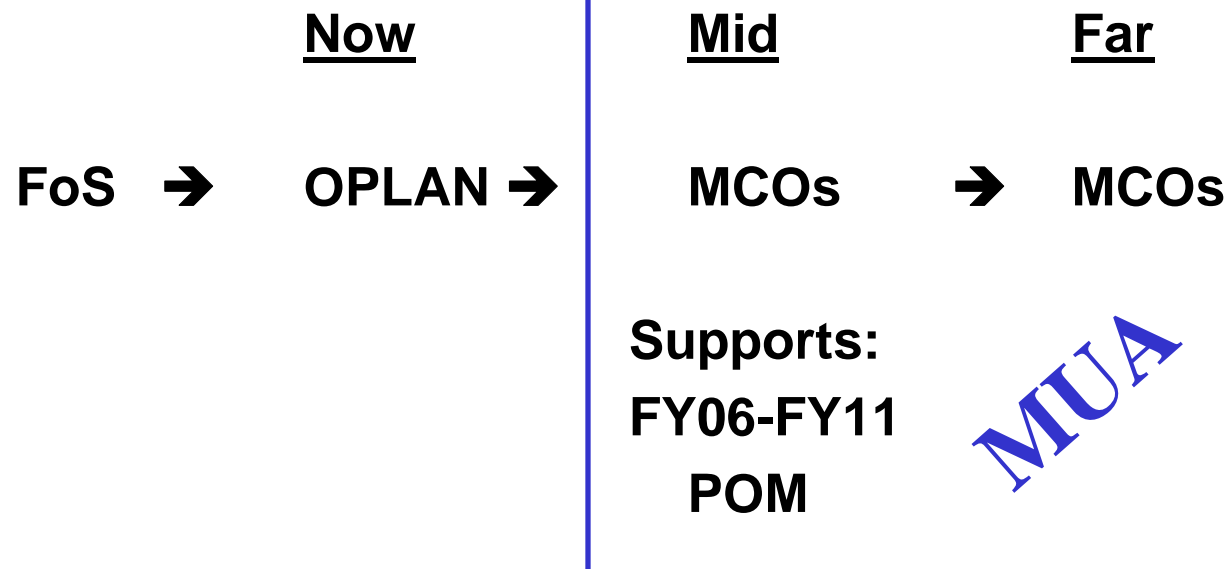 Now Mid Far
FoS ➔ OPLAN ➔ MCOs ➔ MCOs
Supports:
FY06-FY11
POM
MUA